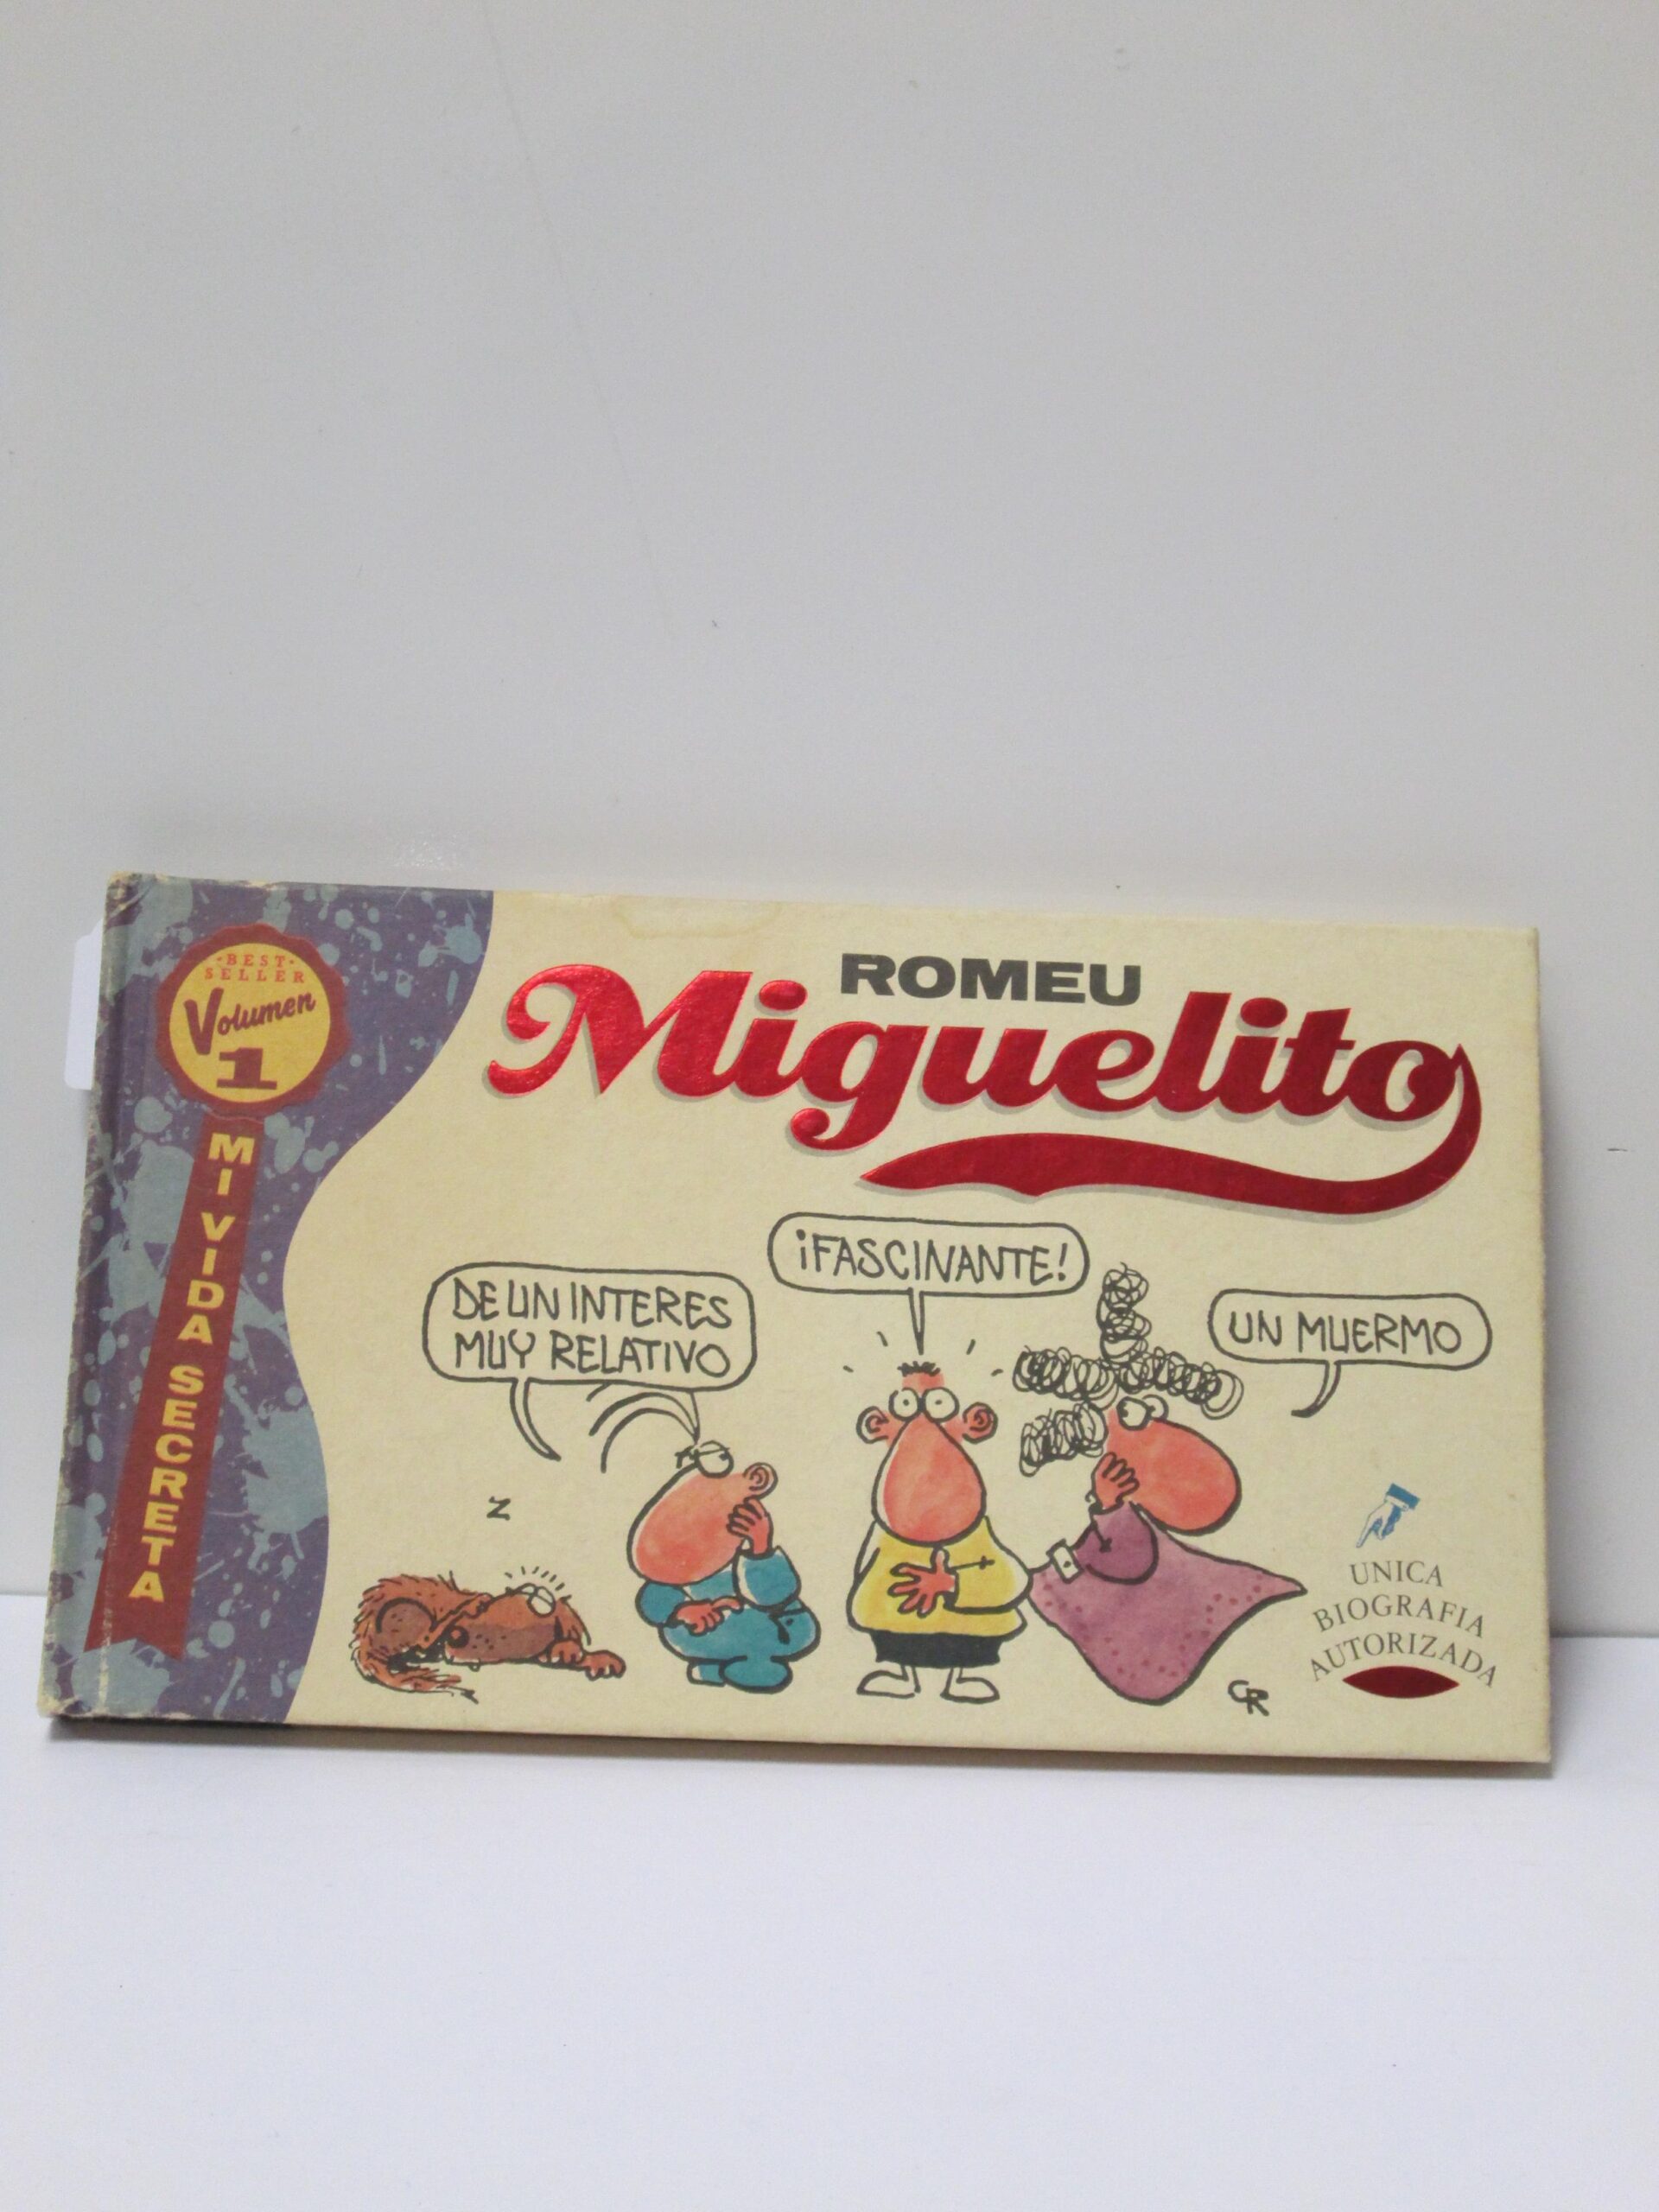 ·BEST·
SELLER
Volumen
1
MI VIDA SECRETA
ROMEU
Miguelito
DE UN INTERES
MUY RELATIVO
¡FASCINANTE!
UN MUERMO
Z
UNICA
BIOGRAFIA
AUTORIZADA
CR